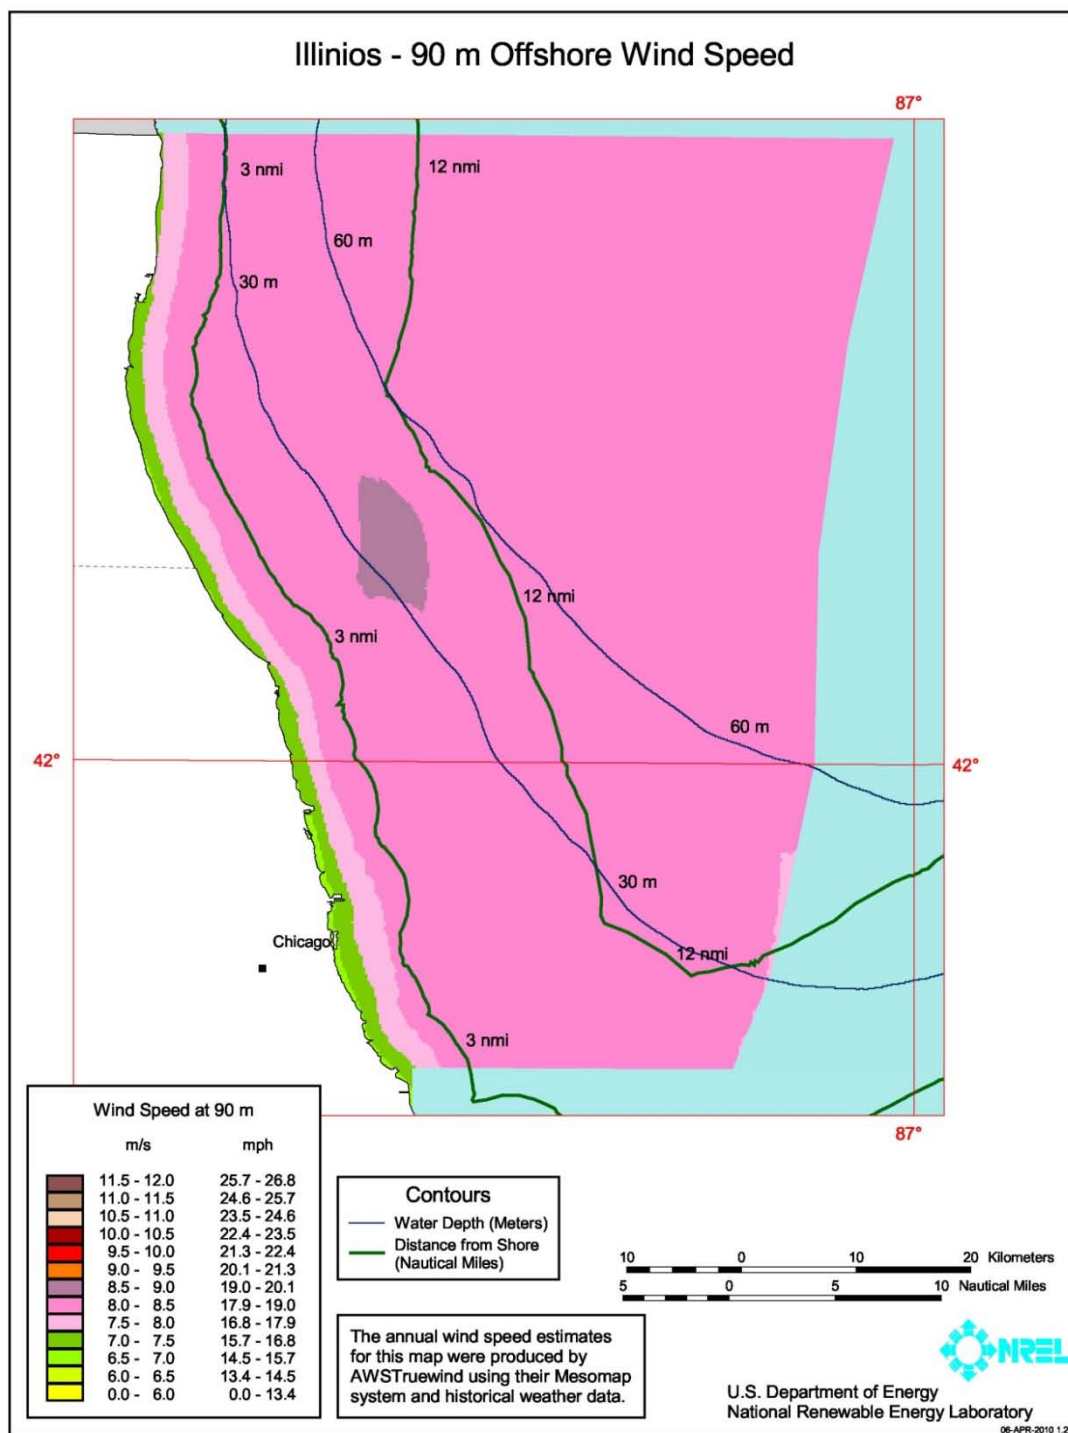 Illinios - 90 m Offshore Wind Speed
87°
3 nmi
12 nmi
60 m
30 m
12 nmi
3 nmi
60 m
42°
42°
30 m
Chicago
12 nmi
3 nmi
87°
Wind Speed at 90 m
m/s mph
11.5 - 12.0 25.7 - 26.8
11.0 - 11.5 24.6 - 25.7
10.5 - 11.0 23.5 - 24.6
10.0 - 10.5 22.4 - 23.5
9.5 - 10.0 21.3 - 22.4
9.0 - 9.5 20.1 - 21.3
8.5 - 9.0 19.0 - 20.1
8.0 - 8.5 17.9 - 19.0
7.5 - 8.0 16.8 - 17.9
7.0 - 7.5 15.7 - 16.8
6.5 - 7.0 14.5 - 15.7
6.0 - 6.5 13.4 - 14.5
0.0 - 6.0 0.0 - 13.4
Contours
Water Depth (Meters)
Distance from Shore
(Nautical Miles)
The annual wind speed estimates
for this map were produced by
AWSTruewind using their Mesomap
system and historical weather data.
10 0 10 20 Kilometers
5 0 5 10 Nautical Miles
NREL
U.S. Department of Energy
National Renewable Energy Laboratory
06-APR-2010 1.2